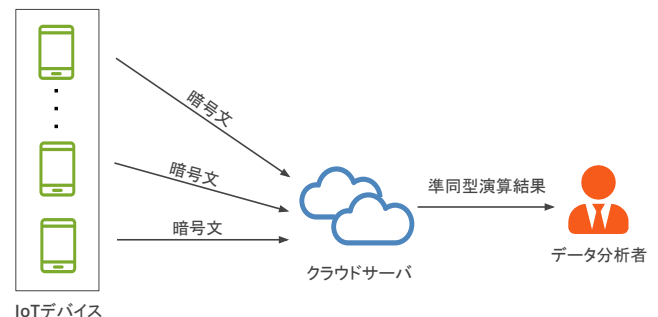 暗号文
暗号文
暗号文
準同型演算結果
クラウドサーバ
データ分析者
IoTデバイス